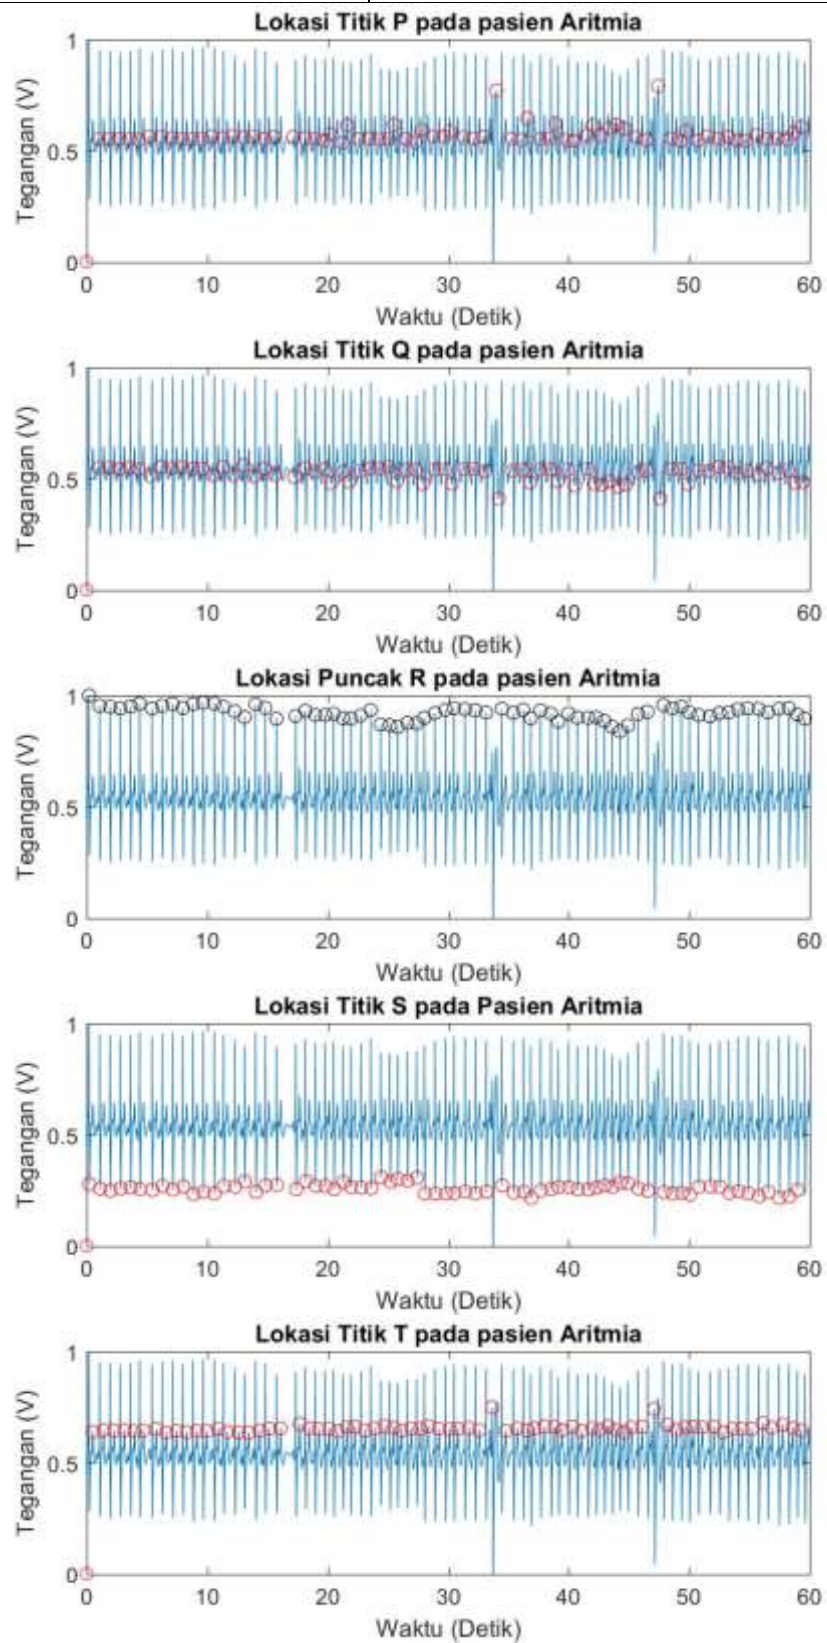 Lokasi Titik P pada pasien Aritmia
1
0.5
0
Tegangan (V)
0 10 20 30 40 50 60
Waktu (Detik)
Lokasi Titik Q pada pasien Aritmia
1
0.5
0
Tegangan (V)
0 10 20 30 40 50 60
Waktu (Detik)
Lokasi Puncak R pada pasien Aritmia
1
0.5
0
Tegangan (V)
0 10 20 30 40 50 60
Waktu (Detik)
Lokasi Titik S pada Pasien Aritmia
1
0.5
0
Tegangan (V)
0 10 20 30 40 50 60
Waktu (Detik)
Lokasi Titik T pada pasien Aritmia
1
0.5
0
Tegangan (V)
0 10 20 30 40 50 60
Waktu (Detik)